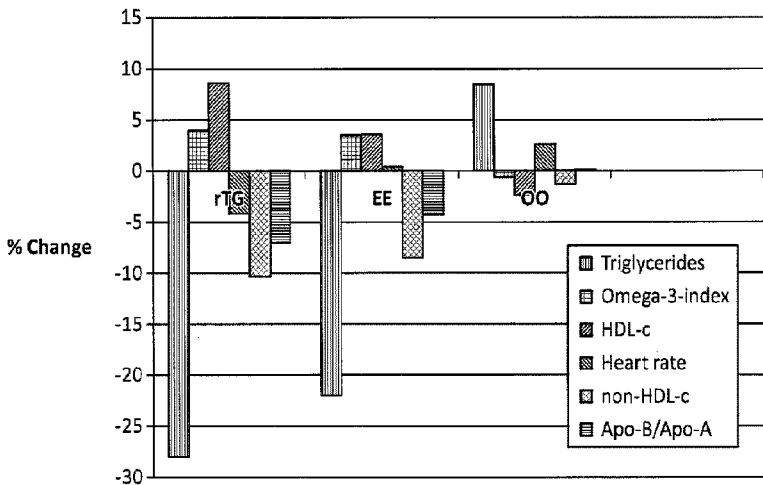 15
10
5
0
-5
-10
-15
-20
-25
-30
% Change
rTG
EE
OO
Triglycerides
Omega-3-index
HDL-c
Heart rate
non-HDL-c
Apo-B/Apo-A